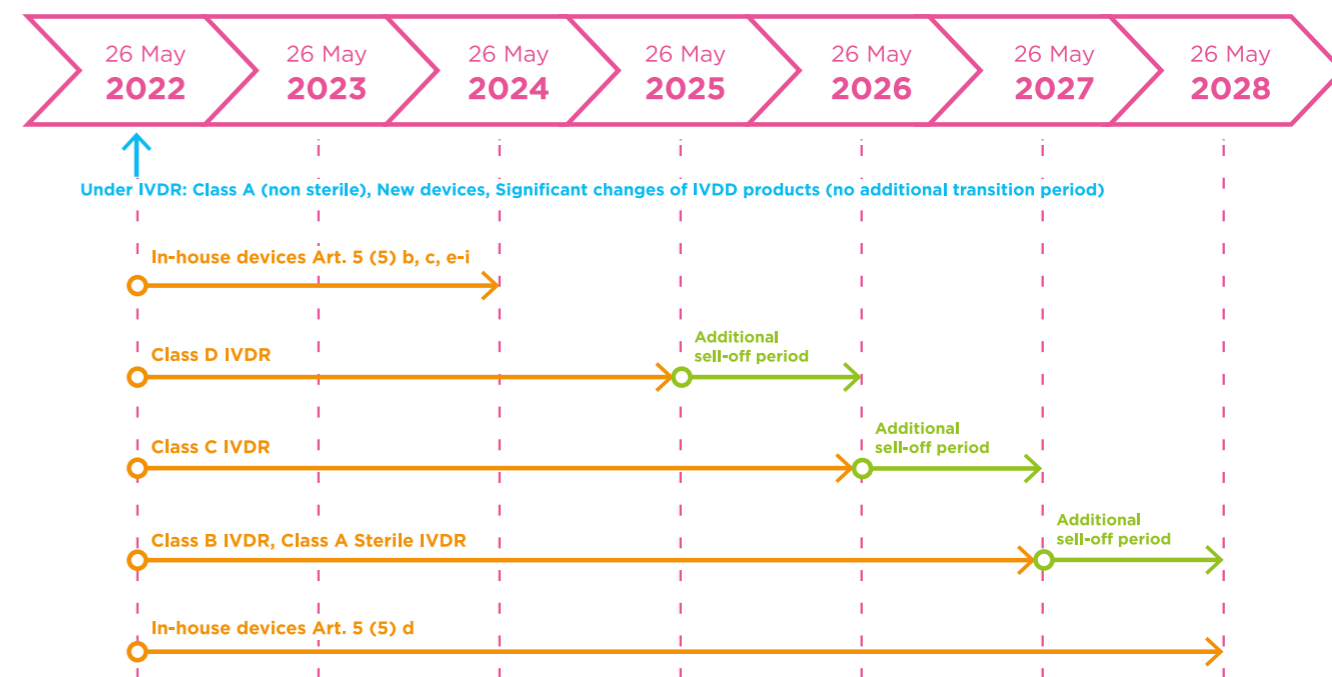 26 May
2022
26 May
2023
26 May
2024
26 May
2025
26 May
2026
26 May
2027
26 May
2028
Under IVDR: Class A (non sterile), New devices, Significant changes of IVDD products (no additional transition period)
In-house devices Art. 5 (5) b, c, e-i
Class D IVDR
Additional
sell-off period
Class C IVDR
Additional
sell-off period
Class B IVDR, Class A Sterile IVDR
Additional
sell-off period
In-house devices Art. 5 (5) d